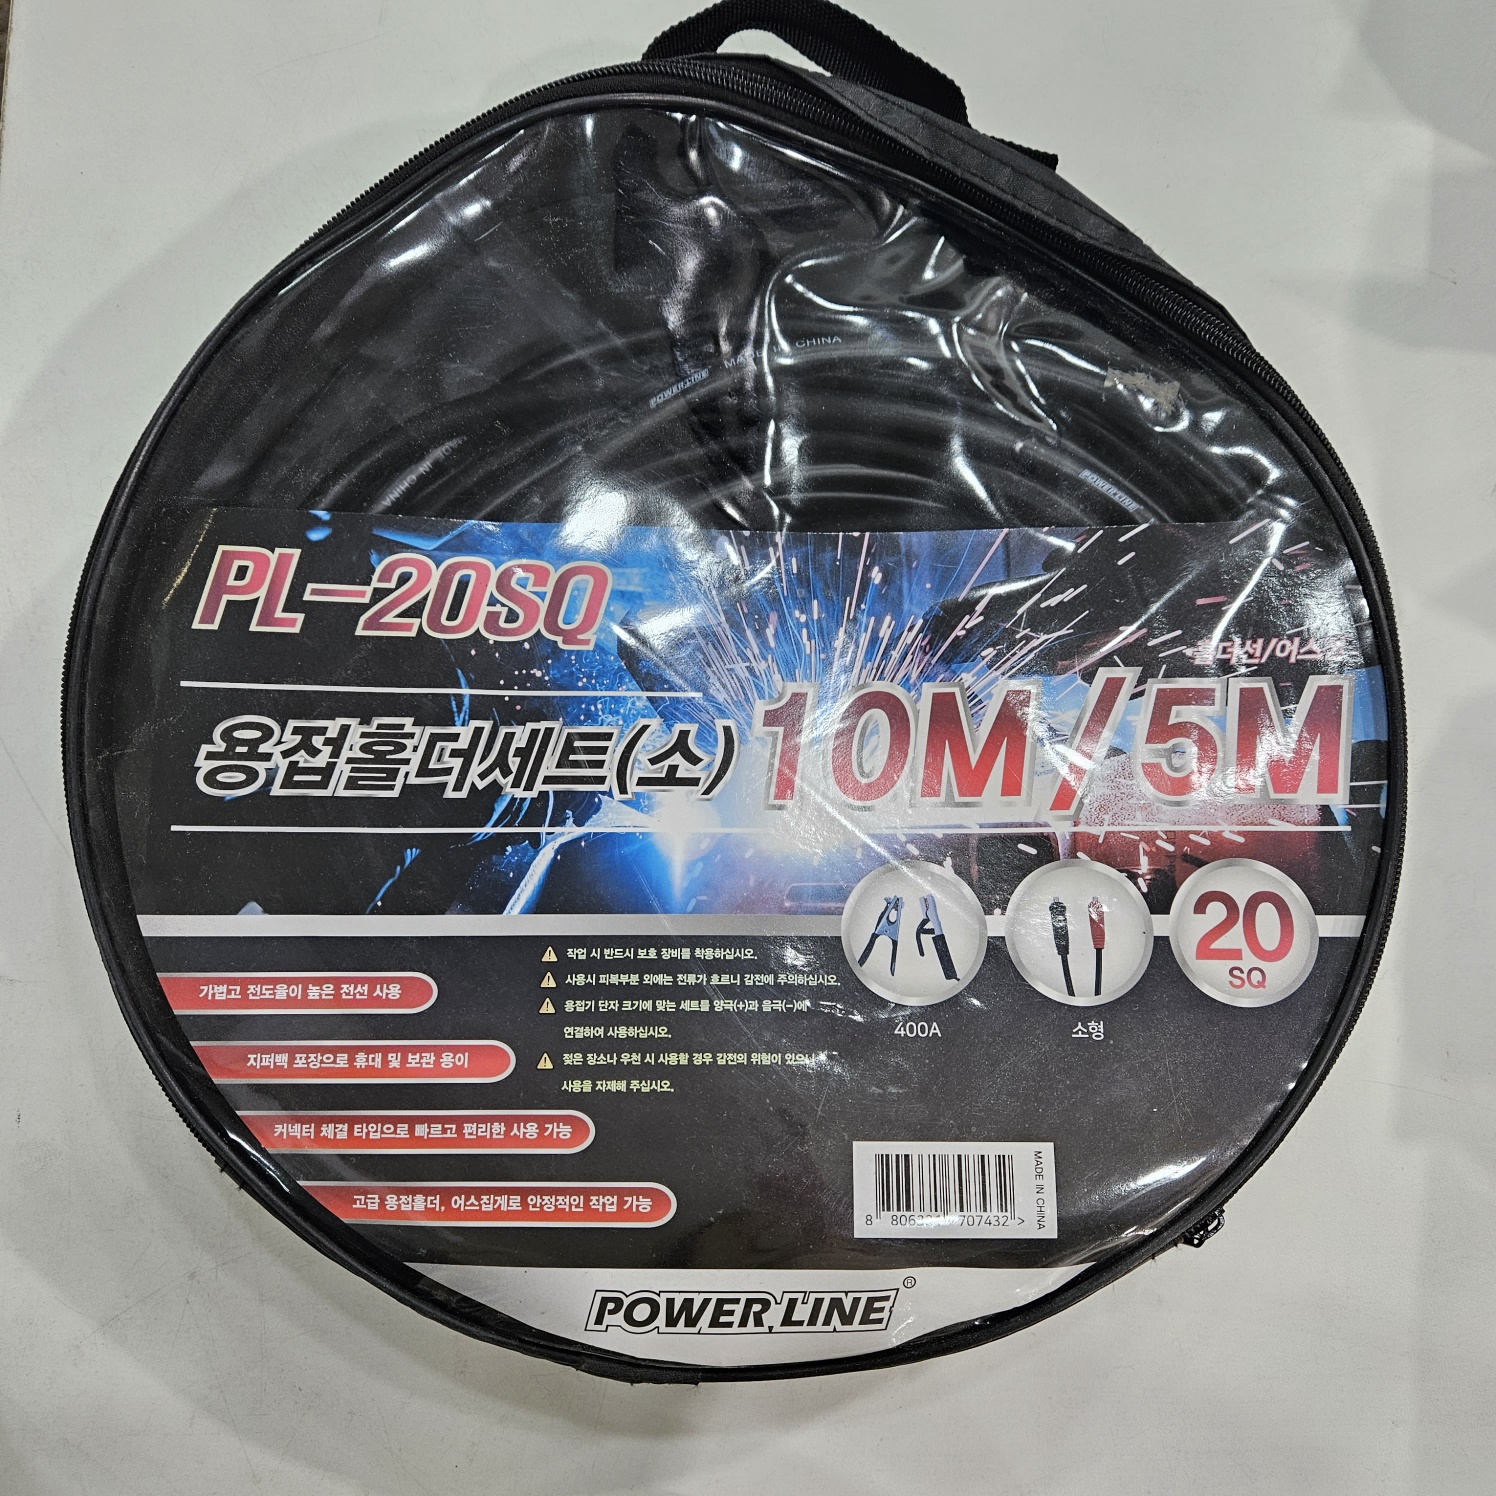 POWER LINE MADE IN CHINA
IN CHINA
POWER LINE
PL-20SQ
홀더선/어스
용접홀더세트(소)
10M/5M
작업 시 반드시 보호 장비를 착용하십시오.
사용시 피복부분 외에는 전류가 흐르니 감전에 주의하십시오.
용접기 단자 크기에 맞는 세트를 양극(+)과 음극(-)에
연결하여 사용하십시오.
젖은 장소나 우천 시 사용할 경우 감전의 위험이 있으니
사용을 자제해 주십시오.
가볍고 전도율이 높은 전선 사용
지퍼백 포장으로 휴대 및 보관 용이
커넥터 체결 타입으로 빠르고 편리한 사용 가능
고급 용접홀더, 어스집게로 안정적인 작업 가능
400A
소형
20
SQ
MADE IN CHINA
8 707432 >
POWER LINE®